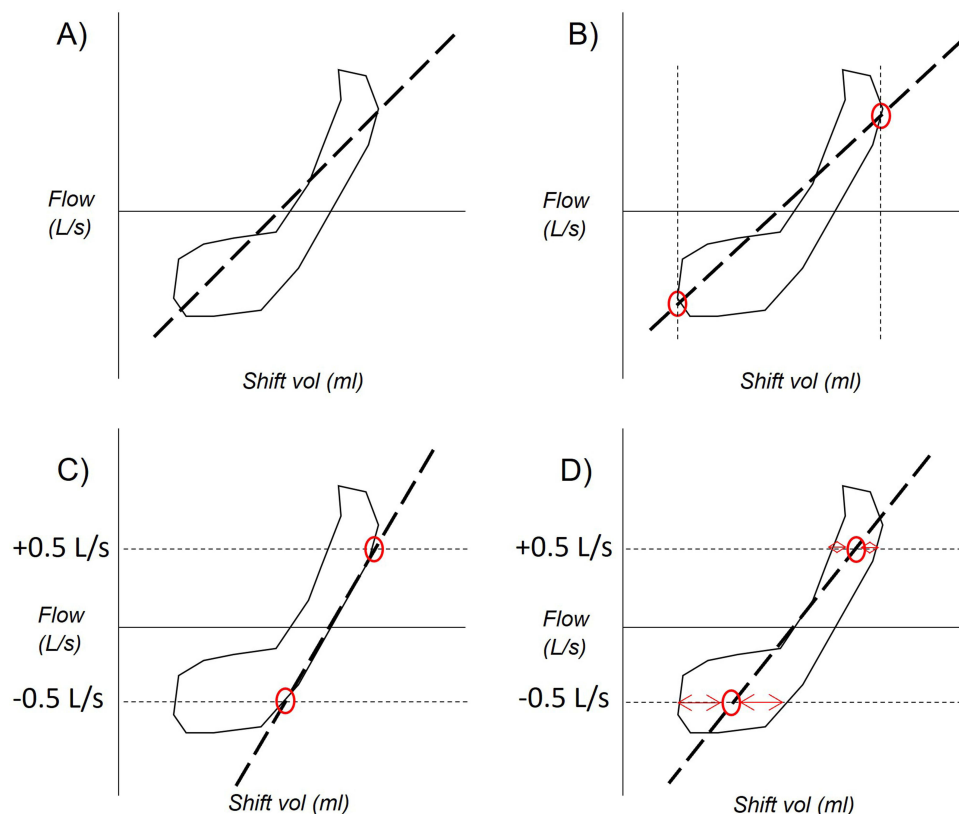 A)
Flow
(L/s)
Shift vol (ml)
B)
Flow
(L/s)
Shift vol (ml)
C)
+0.5 L/s
Flow
(L/s)
-0.5 L/s
Shift vol (ml)
D)
+0.5 L/s
Flow
(L/s)
-0.5 L/s
Shift vol (ml)